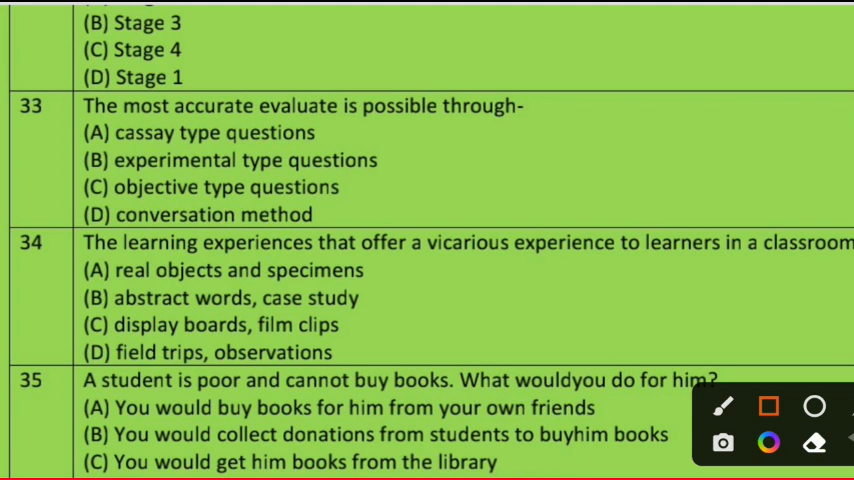 (B) Stage 3
(C) Stage 4
(D) Stage 1
33 The most accurate evaluate is possible through-
(A) cassay type questions
(B) experimental type questions
(C) objective type questions
(D) conversation method
34 The learning experiences that offer a vicarious experience to learners in a classroom
(A) real objects and specimens
(B) abstract words, case study
(C) display boards, film clips
(D) field trips, observations
35 A student is poor and cannot buy books. What wouldyou do for him?
(A) You would buy books for him from your own friends
(B) You would collect donations from students to buyhim books
(C) You would get him books from the library